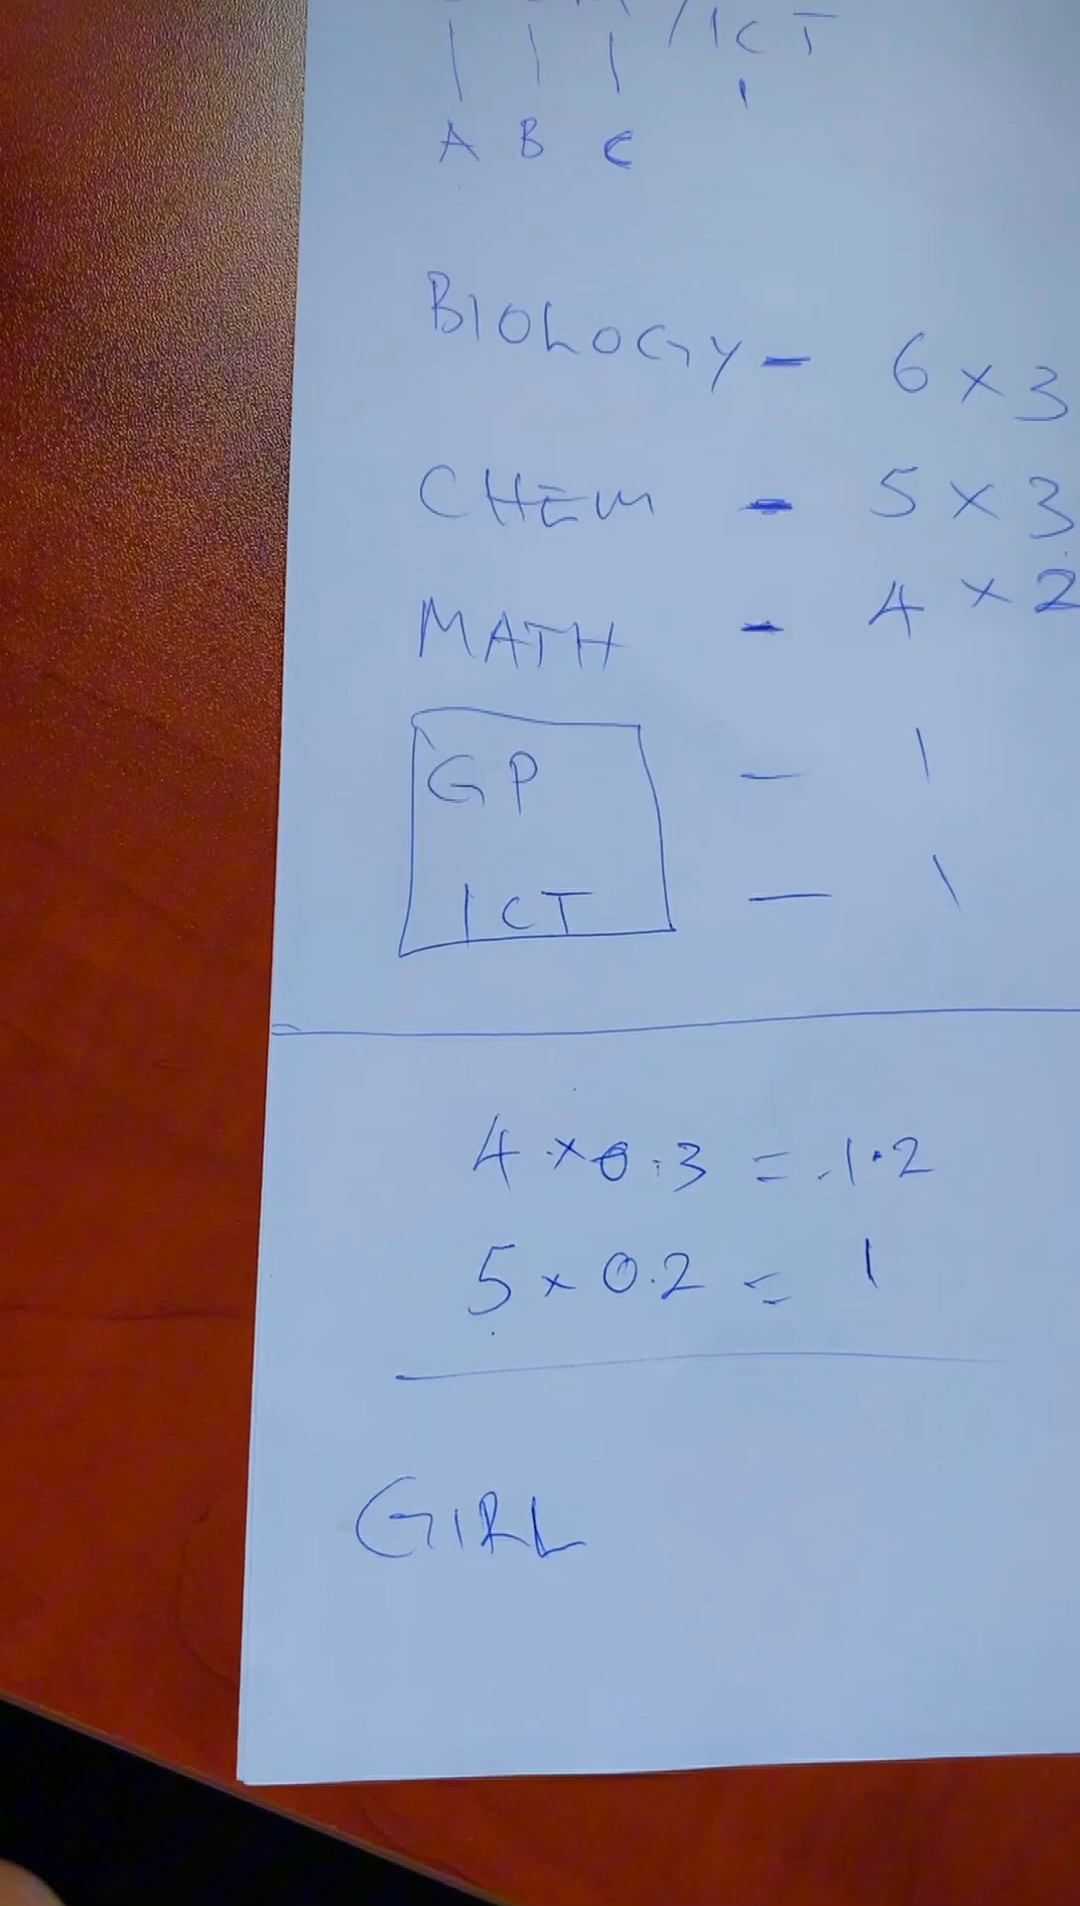 / ICT
A B C
BIOLOGY - 6 × 3
CHEM - 5 × 3
MATH - 4 × 2
GP - 1
ICT - 1
4 × 0.3 = 1.2
5 × 0.2 = 1
GIRL